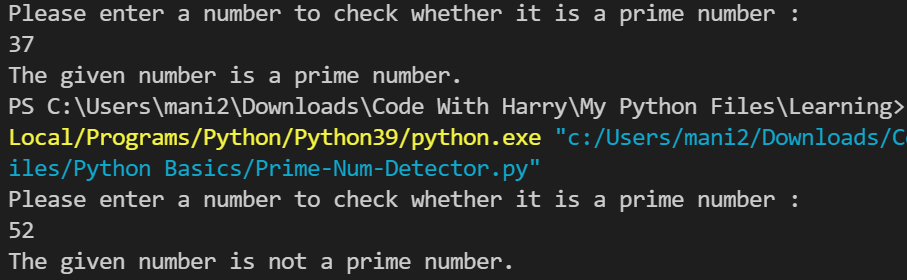 Please enter a number to check whether it is a prime number :
37
The given number is a prime number.
PS C:\Users\mani2\Downloads\Code With Harry\My Python Files\Learning>
Local/Programs/Python/Python39/python.exe "c:/Users/mani2/Downloads/Co
iles/Python Basics/Prime-Num-Detector.py"
Please enter a number to check whether it is a prime number :
52
The given number is not a prime number.